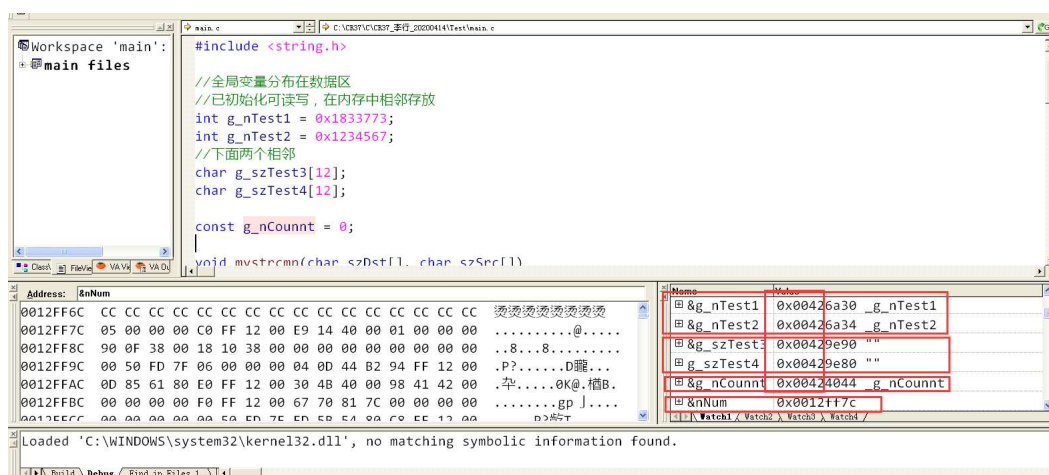 main.c
C:\CR37\C\CR37_李行_20200414\Test\main.c
Workspace 'main':
main files
#include <string.h>
//全局变量分布在数据区
//已初始化可读写，在内存中相邻存放
int g_nTest1 = 0x1833773;
int g_nTest2 = 0x1234567;
//下面两个相邻
char g_szTest3[12];
char g_szTest4[12];
const g_nCounnt = 0;
void mystrcmp(char szDst[], char szSrc[])
Class\ FileVie VA Vi VA Ou
Address: &nNum
0012FF6C CC CC CC CC CC CC CC CC CC CC CC CC CC CC CC CC 烫烫烫烫烫烫烫烫
0012FF7C 05 00 00 00 C0 FF 12 00 E9 14 40 00 01 00 00 00 ..........@.....
0012FF8C 90 0F 38 00 18 10 38 00 00 00 00 00 00 00 00 00 ..8...8.........
0012FF9C 00 50 FD 7F 06 00 00 00 04 0D 44 B2 94 FF 12 00
0012FFAC 0D 85 61 80 E0 FF 12 00 30 4B 40 00 98 41 42 00
0012FFBC 00 00 00 00 F0 FF 12 00 67 70 81 7C 00 00 00 00
Name Value
&g_nTest1 0x00426a30 _g_nTest1
&g_nTest2 0x00426a34 _g_nTest2
&g_szTest3 0x00429e90 ""
g_szTest4 0x00429e80 ""
&g_nCounnt 0x00424044 _g_nCounnt
&nNum 0x0012ff7c
Watch1 Watch2 Watch3 Watch4
Loaded 'C:\WINDOWS\system32\kernel32.dll', no matching symbolic information found.
Build Debug Find in Files 1